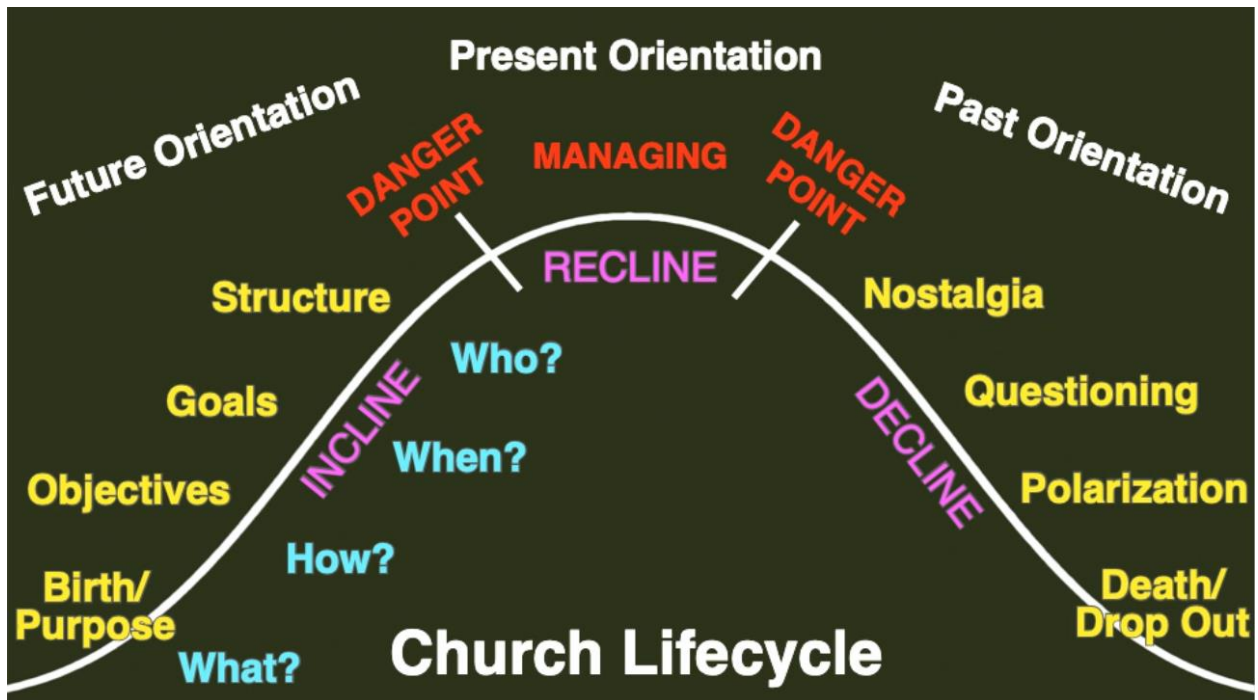 Present Orientation
Future Orientation
Past Orientation
DANGER
POINT
MANAGING
DANGER
POINT
RECLINE
Structure
Nostalgia
Who?
Goals
INCLINE
Questioning
When?
DECLINE
Objectives
Polarization
How?
Birth/
Purpose
Death/
Drop Out
What?
Church Lifecycle